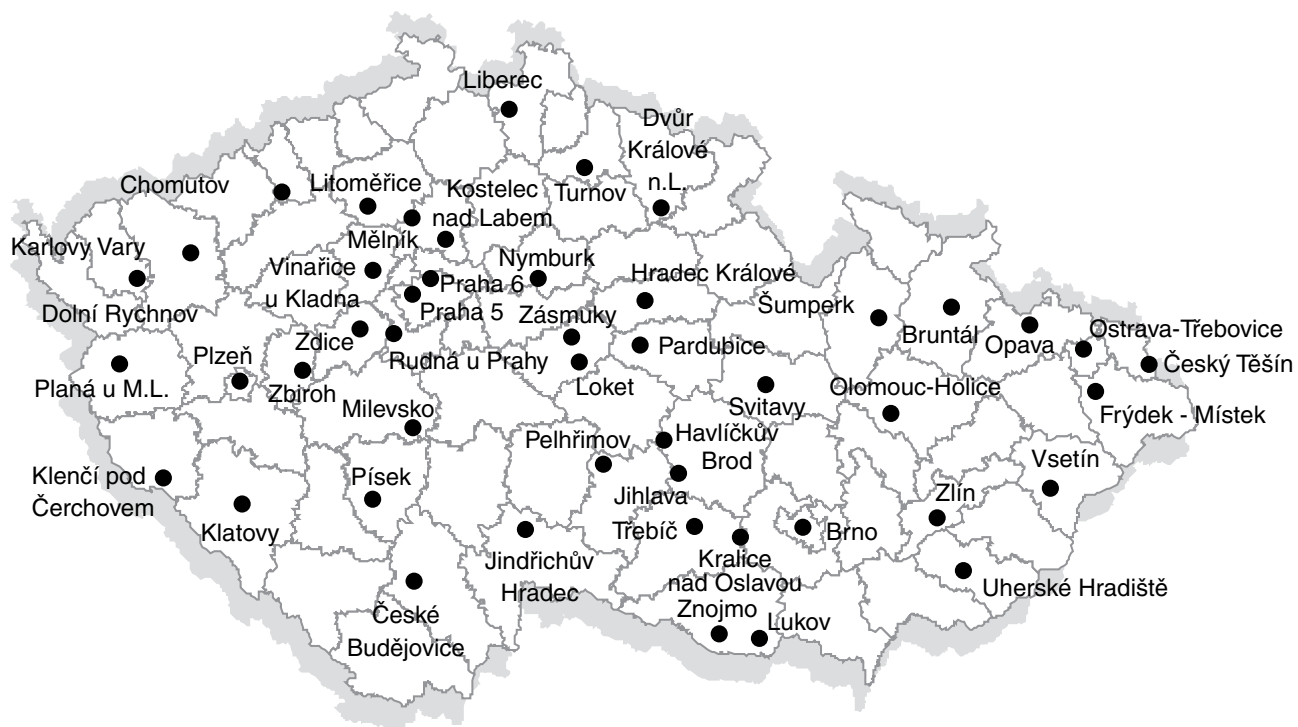 Liberec
Dvůr
Králové
n.L.
Chomutov
Litoměřice
Kostelec
nad Labem
Turnov
Mělník
Karlovy Vary
Vinařice
u Kladna
Nymburk
Hradec Králové
Praha 6
Praha 5
Dolní Rychnov
Zásmuky
Šumperk
Bruntál
Opava
Ostrava-Třebovice
Český Těšín
Zdice
Rudná u Prahy
Pardubice
Plzeň
Planá u M.L.
Zbiroh
Loket
Olomouc-Holice
Milevsko
Svitavy
Frýdek - Místek
Pelhřimov
Havlíčkův
Brod
Vsetín
Klenčí pod
Čerchovem
Písek
Jihlava
Zlín
Klatovy
Třebíč
Brno
Jindřichův
Hradec
Kralice
nad Oslavou
Uherské Hradiště
České
Budějovice
Znojmo
Lukov